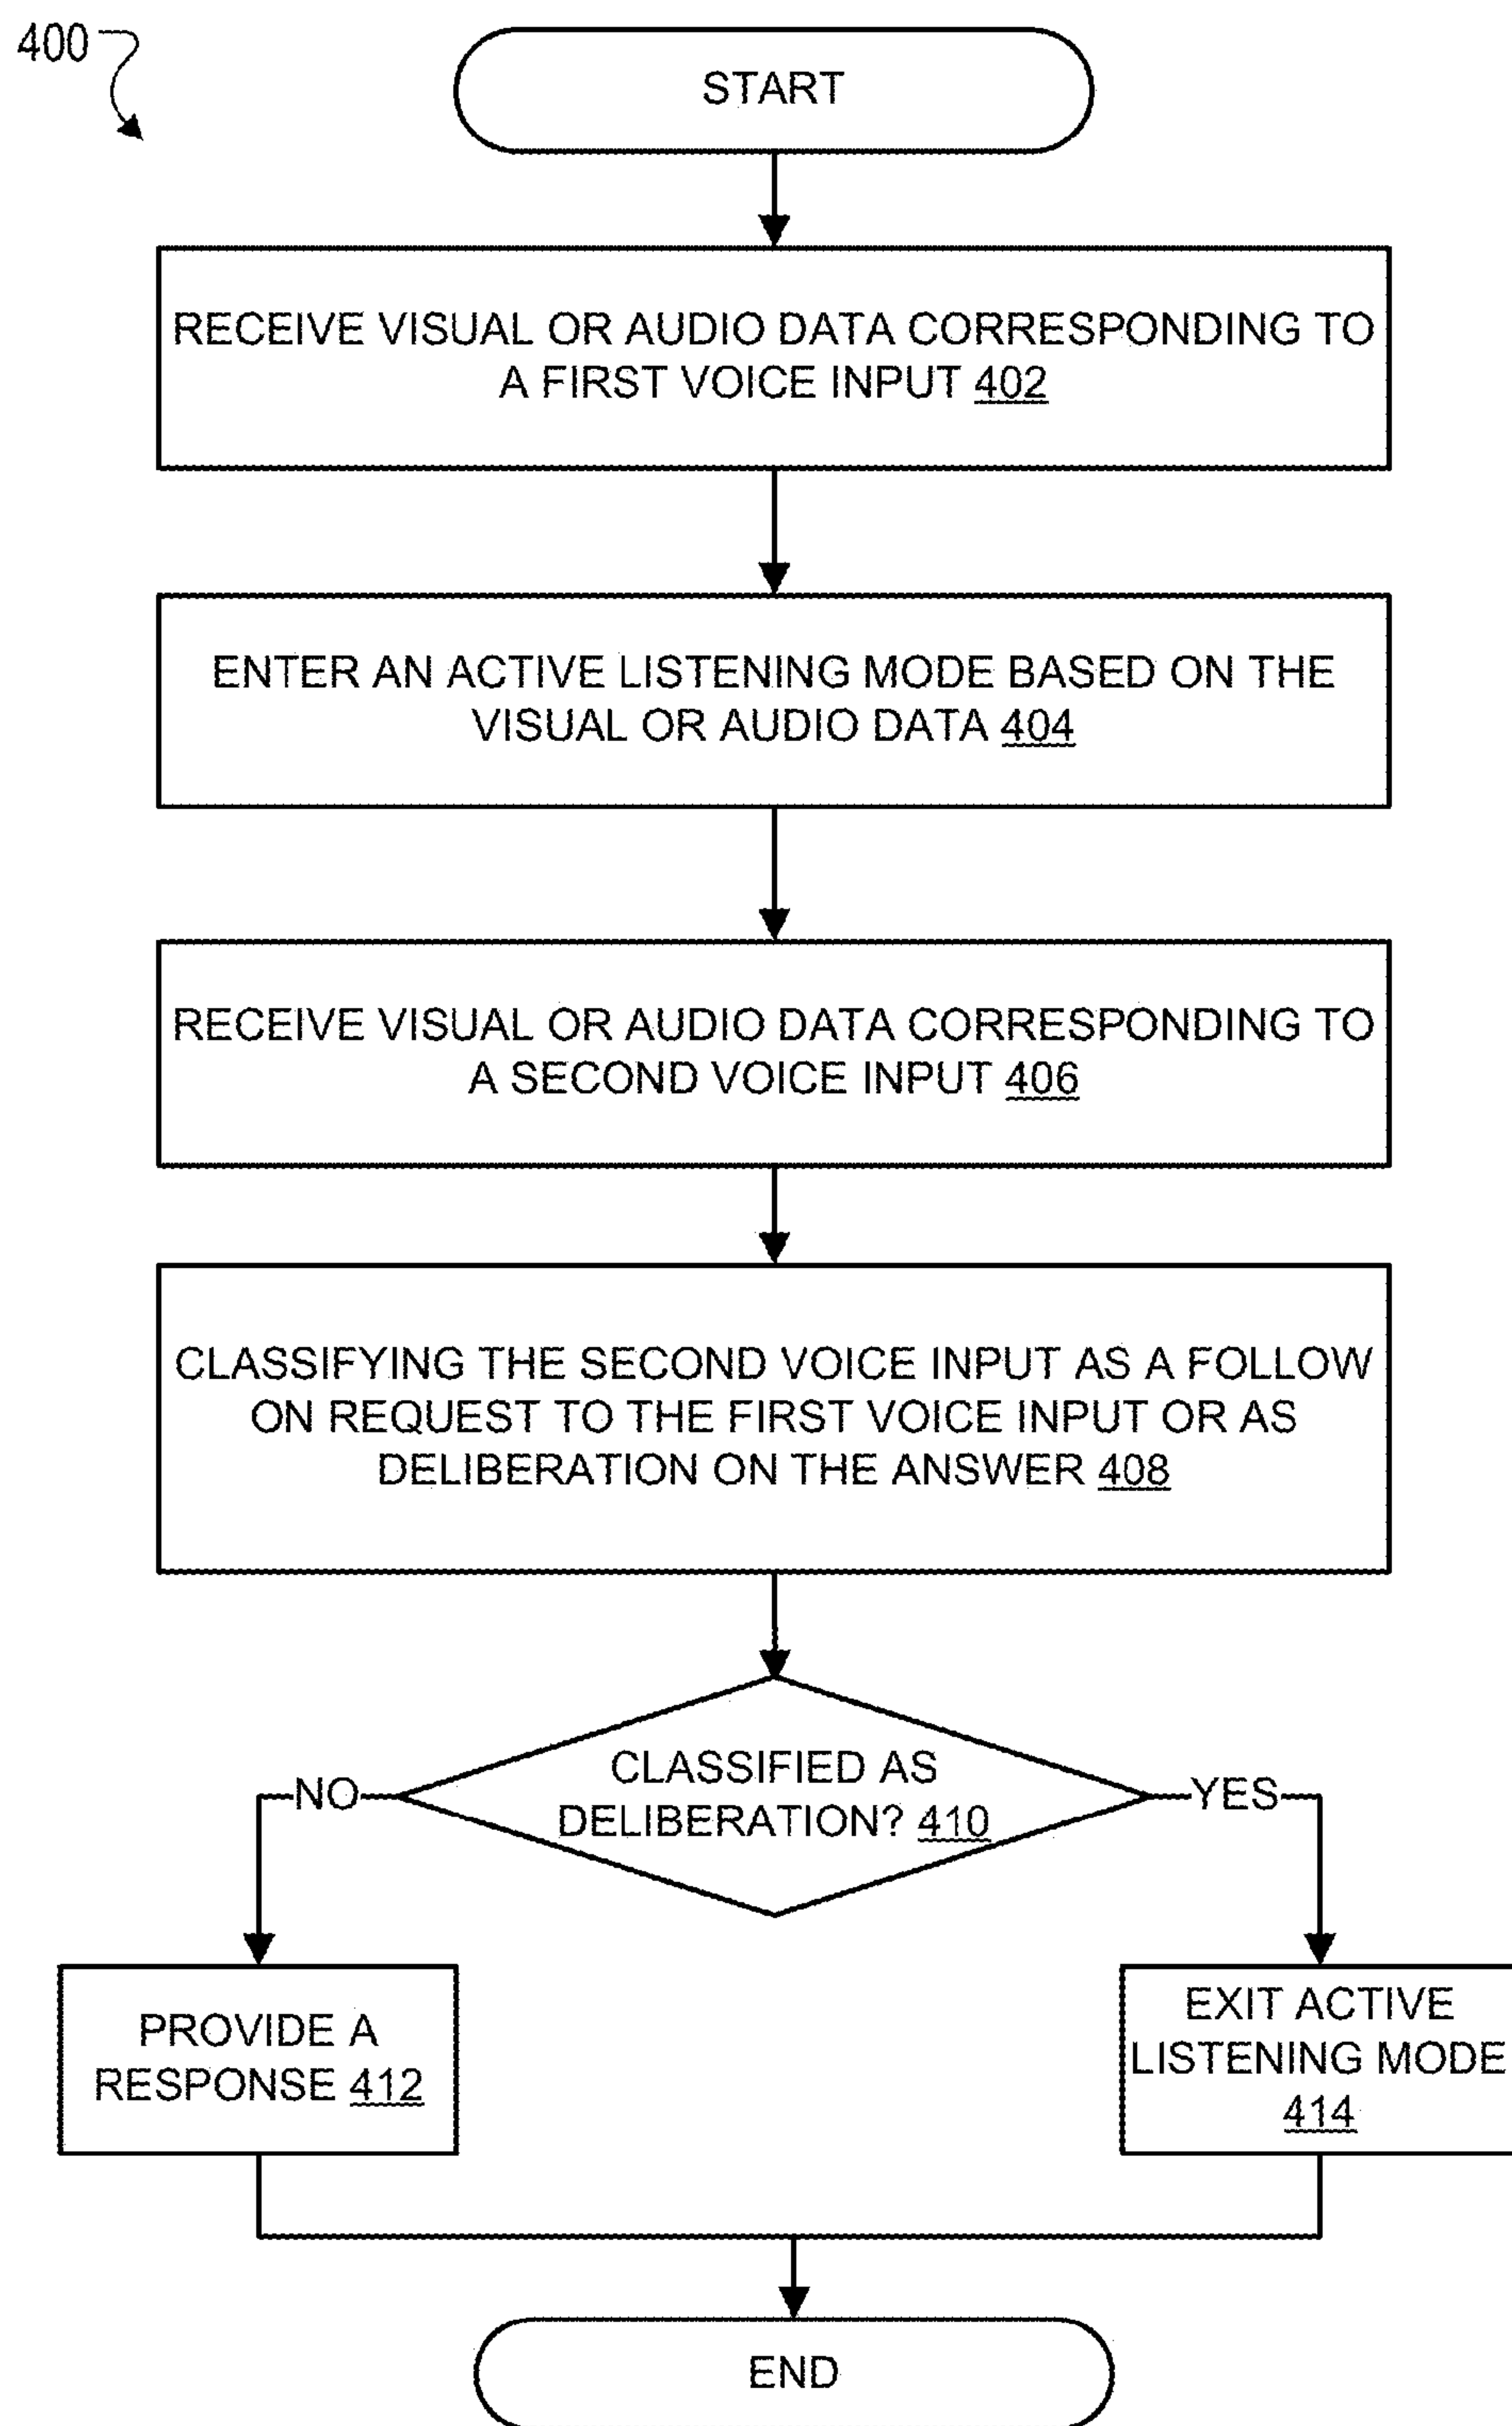 400
START
RECEIVE VISUAL OR AUDIO DATA CORRESPONDING TO
A FIRST VOICE INPUT 402
ENTER AN ACTIVE LISTENING MODE BASED ON THE
VISUAL OR AUDIO DATA 404
RECEIVE VISUAL OR AUDIO DATA CORRESPONDING TO
A SECOND VOICE INPUT 406
CLASSIFYING THE SECOND VOICE INPUT AS A FOLLOW
ON REQUEST TO THE FIRST VOICE INPUT OR AS
DELIBERATION ON THE ANSWER 408
CLASSIFIED AS
DELIBERATION? 410
NO
YES
PROVIDE A
RESPONSE 412
EXIT ACTIVE
LISTENING MODE
414
END